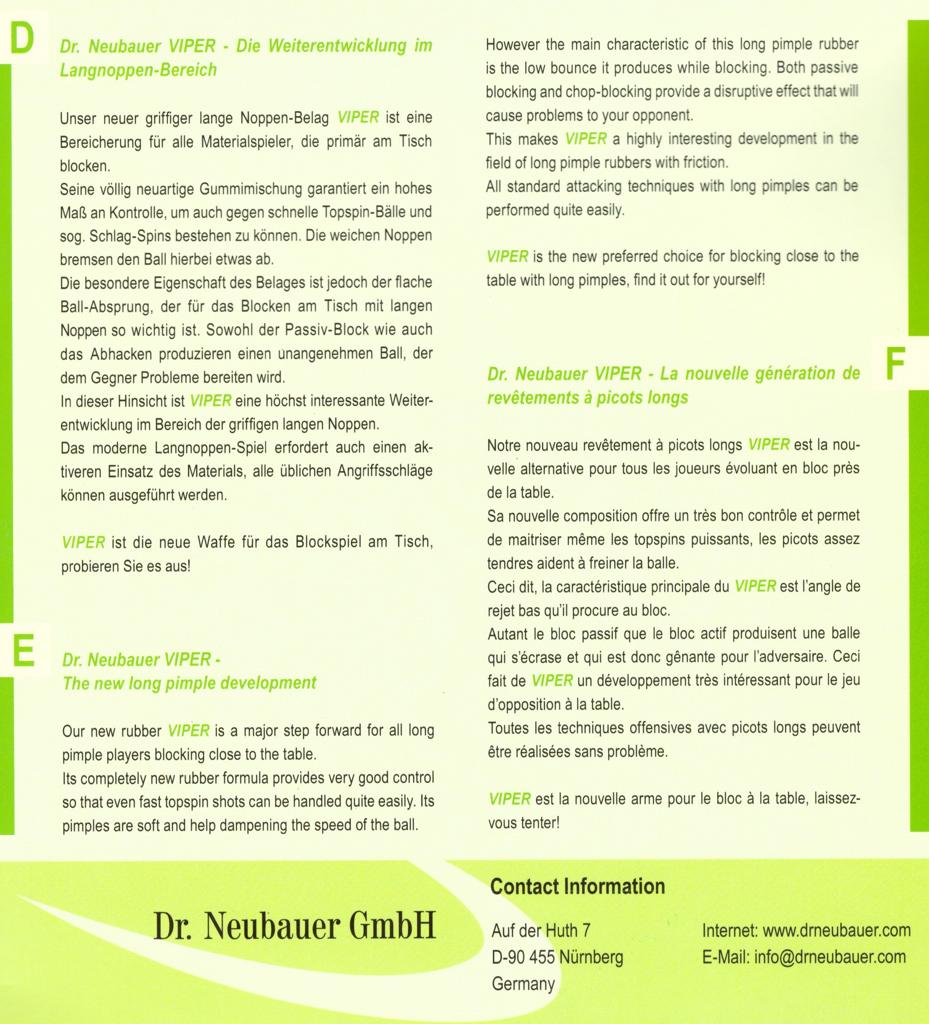 D
Dr. Neubauer VIPER - Die Weiterentwicklung im
Langnoppen-Bereich
Unser neuer griffiger lange Noppen-Belag VIPER ist eine
Bereicherung für alle Materialspieler, die primär am Tisch
blocken.
Seine völlig neuartige Gummimischung garantiert ein hohes
Maß an Kontrolle, um auch gegen schnelle Topspin-Bälle und
sog. Schlag-Spins bestehen zu können. Die weichen Noppen
bremsen den Ball hierbei etwas ab.
Die besondere Eigenschaft des Belages ist jedoch der flache
Ball-Absprung, der für das Blocken am Tisch mit langen
Noppen so wichtig ist. Sowohl der Passiv-Block wie auch
das Abhacken produzieren einen unangenehmen Ball, der
dem Gegner Probleme bereiten wird.
In dieser Hinsicht ist VIPER eine höchst interessante Weiter-
entwicklung im Bereich der griffigen langen Noppen.
Das moderne Langnoppen-Spiel erfordert auch einen ak-
tiveren Einsatz des Materials, alle üblichen Angriffsschläge
können ausgeführt werden.
VIPER ist die neue Waffe für das Blockspiel am Tisch,
probieren Sie es aus!
E
Dr. Neubauer VIPER -
The new long pimple development
Our new rubber VIPER is a major step forward for all long
pimple players blocking close to the table.
Its completely new rubber formula provides very good control
so that even fast topspin shots can be handled quite easily. Its
pimples are soft and help dampening the speed of the ball.
However the main characteristic of this long pimple rubber
is the low bounce it produces while blocking. Both passive
blocking and chop-blocking provide a disruptive effect that will
cause problems to your opponent.
This makes VIPER a highly interesting development in the
field of long pimple rubbers with friction.
All standard attacking techniques with long pimples can be
performed quite easily.
VIPER is the new preferred choice for blocking close to the
table with long pimples, find it out for yourself!
F
Dr. Neubauer VIPER - La nouvelle génération de
revêtements à picots longs
Notre nouveau revêtement à picots longs VIPER est la nou-
velle alternative pour tous les joueurs évoluant en bloc près
de la table.
Sa nouvelle composition offre un très bon contrôle et permet
de maitriser même les topspins puissants, les picots assez
tendres aident à freiner la balle.
Ceci dit, la caractéristique principale du VIPER est l'angle de
rejet bas qu'il procure au bloc.
Autant le bloc passif que le bloc actif produisent une balle
qui s'écrase et qui est donc gênante pour l'adversaire. Ceci
fait de VIPER un développement très intéressant pour le jeu
d'opposition à la table.
Toutes les techniques offensives avec picots longs peuvent
être réalisées sans problème.
VIPER est la nouvelle arme pour le bloc à la table, laissez-
vous tenter!
Dr. Neubauer GmbH
Contact Information
Auf der Huth 7
D-90 455 Nürnberg
Germany
Internet: www.drneubauer.com
E-Mail: info@drneubauer.com